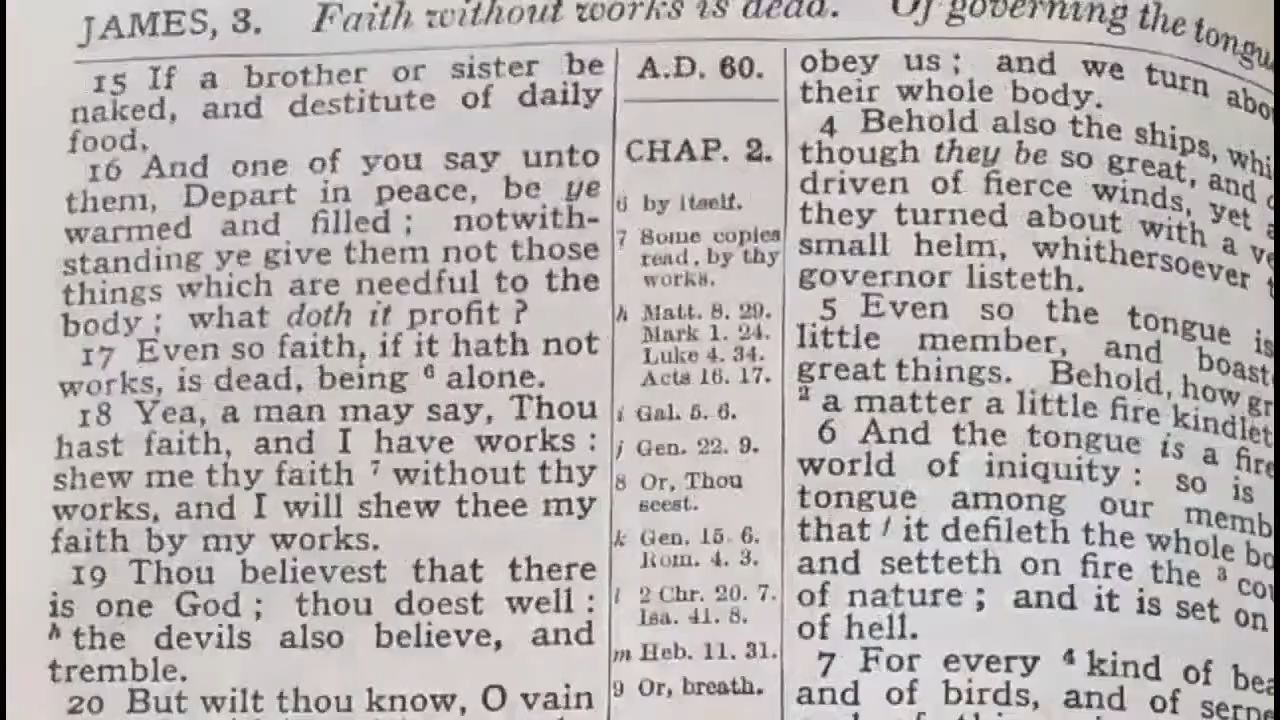 JAMES, 3. Faith without works is dead. Of governing the
15 If a brother or sister be
naked, and destitute of daily
food,
16 And one of you say unto
them, Depart in peace, be ye
warmed and filled; notwith-
standing ye give them not those
things which are needful to the
body; what doth it profit?
17 Even so faith, if it hath not
works, is dead, being 6 alone.
18 Yea, a man may say, Thou
hast faith, and I have works:
shew me thy faith 7 without thy
works, and I will shew thee my
faith by my works.
19 Thou believest that there
is one God; thou doest well:
h the devils also believe, and
tremble.
20 But wilt thou know, O vain
A.D. 60.
CHAP. 2.
6 by itself.
7 Some copies
read, by thy
works.
h Matt. 8. 29.
Mark 1. 24.
Luke 4. 34.
Acts 16. 17.
i Gal. 5. 6.
j Gen. 22. 9.
8 Or, Thou
seest.
k Gen. 15. 6.
Rom. 4. 3.
l 2 Chr. 20. 7.
Isa. 41. 8.
m Heb. 11. 31.
9 Or, breath.
obey us; and we turn
their whole body.
4 Behold also the ships,
though they be so great, and
driven of fierce winds, yet
they turned about with a
small helm, whithersoever
governor listeth.
5 Even so the tongue is
little member, and
great things. Behold, how
2 a matter a little fire
6 And the tongue is a fire
world of iniquity: so is
tongue among our
that l it defileth the whole
and setteth on fire the 3
of nature; and it is set on
of hell.
7 For every 4 kind of
and of birds, and of